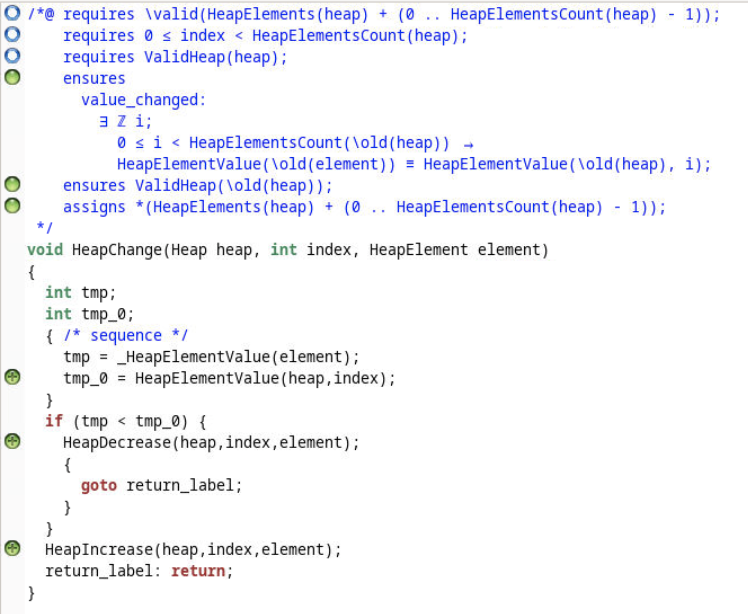 /*@ requires \valid(HeapElements(heap) + (0 .. HeapElementsCount(heap) - 1));
    requires 0 ≤ index < HeapElementsCount(heap);
    requires ValidHeap(heap);
    ensures
      value_changed:
        ∃ ℤ i;
          0 ≤ i < HeapElementsCount(\old(heap)) →
          HeapElementValue(\old(element)) ≡ HeapElementValue(\old(heap), i);
    ensures ValidHeap(\old(heap));
    assigns *(HeapElements(heap) + (0 .. HeapElementsCount(heap) - 1));
 */
void HeapChange(Heap heap, int index, HeapElement element)
{
  int tmp;
  int tmp_0;
  { /* sequence */
    tmp = _HeapElementValue(element);
    tmp_0 = HeapElementValue(heap,index);
  }
  if (tmp < tmp_0) {
    HeapDecrease(heap,index,element);
    {
      goto return_label;
    }
  }
  HeapIncrease(heap,index,element);
  return_label: return;
}